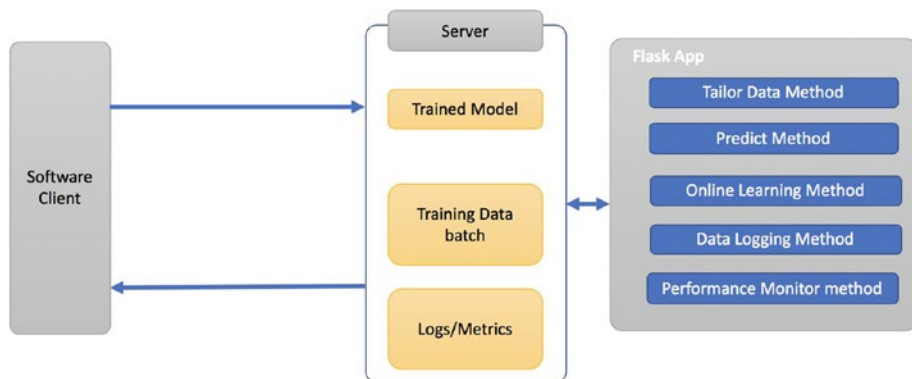 Server
Flask App
Tailor Data Method
Trained Model
Predict Method
Software
Client
Online Learning Method
Training Data
batch
Data Logging Method
Performance Monitor method
Logs/Metrics